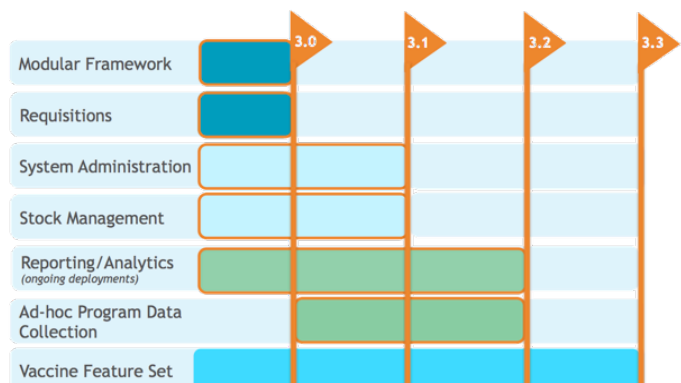 3.0 3.1 3.2 3.3
Modular Framework
Requisitions
System Administration
Stock Management
Reporting/Analytics
(ongoing deployments)
Ad-hoc Program Data
Collection
Vaccine Feature Set